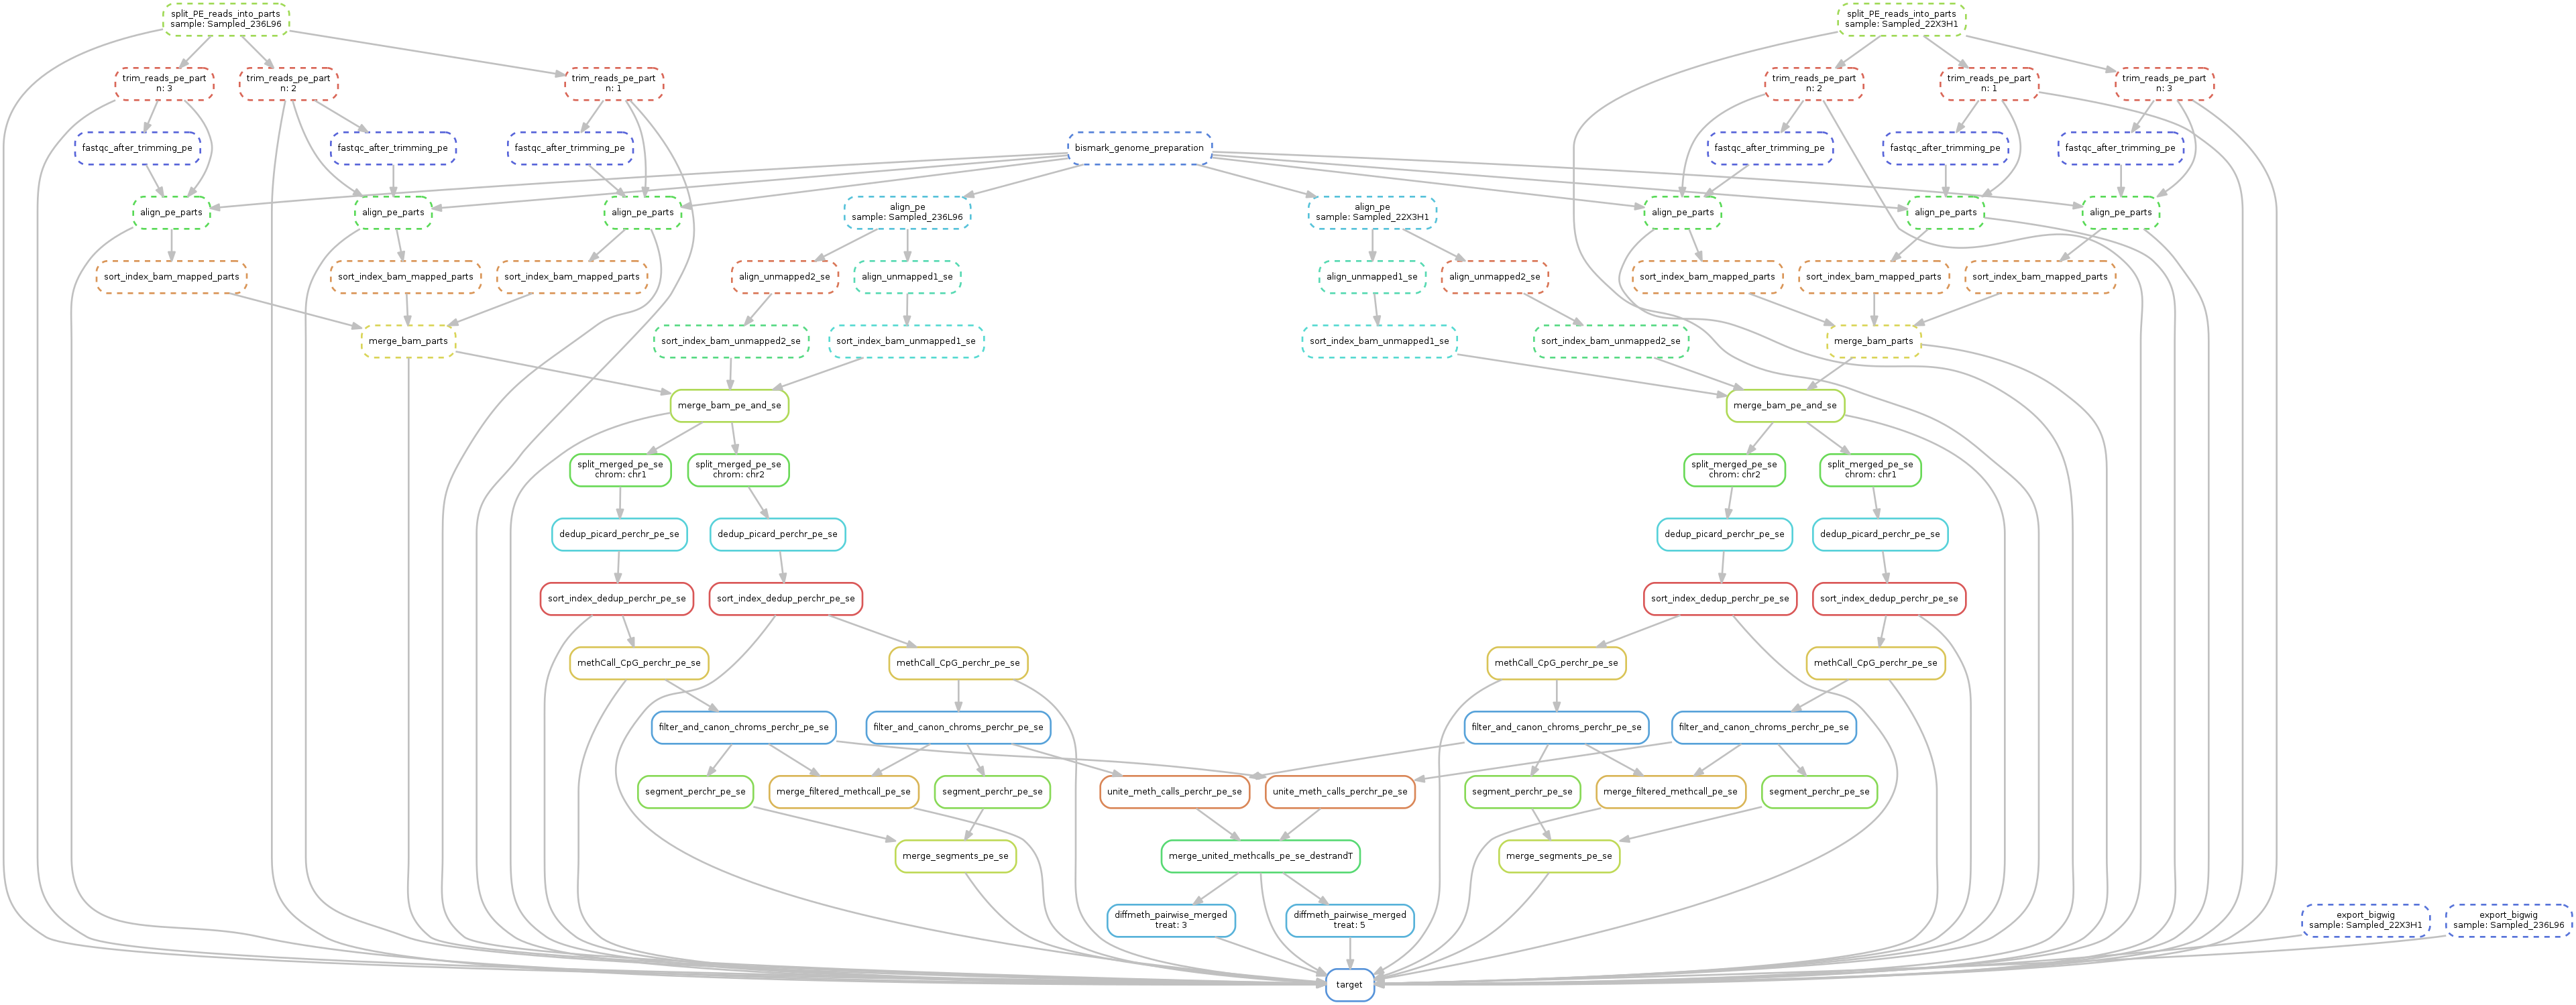 split_PE_reads_into_parts
sample: Sampled_236L96
split_PE_reads_into_parts
sample: Sampled_22X3H1
trim_reads_pe_part
n: 3
trim_reads_pe_part
n: 2
trim_reads_pe_part
n: 1
trim_reads_pe_part
n: 2
trim_reads_pe_part
n: 1
trim_reads_pe_part
n: 3
fastqc_after_trimming_pe
fastqc_after_trimming_pe
fastqc_after_trimming_pe
bismark_genome_preparation
fastqc_after_trimming_pe
fastqc_after_trimming_pe
fastqc_after_trimming_pe
align_pe_parts
align_pe_parts
align_pe_parts
align_pe
sample: Sampled_236L96
align_pe
sample: Sampled_22X3H1
align_pe_parts
align_pe_parts
align_pe_parts
sort_index_bam_mapped_parts
sort_index_bam_mapped_parts
sort_index_bam_mapped_parts
align_unmapped2_se
align_unmapped1_se
align_unmapped1_se
align_unmapped2_se
sort_index_bam_mapped_parts
sort_index_bam_mapped_parts
sort_index_bam_mapped_parts
merge_bam_parts
sort_index_bam_unmapped2_se
sort_index_bam_unmapped1_se
sort_index_bam_unmapped1_se
sort_index_bam_unmapped2_se
merge_bam_parts
merge_bam_pe_and_se
merge_bam_pe_and_se
split_merged_pe_se
chrom: chr1
split_merged_pe_se
chrom: chr2
split_merged_pe_se
chrom: chr2
split_merged_pe_se
chrom: chr1
dedup_picard_perchr_pe_se
dedup_picard_perchr_pe_se
dedup_picard_perchr_pe_se
dedup_picard_perchr_pe_se
sort_index_dedup_perchr_pe_se
sort_index_dedup_perchr_pe_se
sort_index_dedup_perchr_pe_se
sort_index_dedup_perchr_pe_se
methCall_CpG_perchr_pe_se
methCall_CpG_perchr_pe_se
methCall_CpG_perchr_pe_se
methCall_CpG_perchr_pe_se
filter_and_canon_chroms_perchr_pe_se
filter_and_canon_chroms_perchr_pe_se
filter_and_canon_chroms_perchr_pe_se
filter_and_canon_chroms_perchr_pe_se
segment_perchr_pe_se
merge_filtered_methcall_pe_se
segment_perchr_pe_se
unite_meth_calls_perchr_pe_se
unite_meth_calls_perchr_pe_se
segment_perchr_pe_se
merge_filtered_methcall_pe_se
segment_perchr_pe_se
merge_segments_pe_se
merge_united_methcalls_pe_se_destrandT
merge_segments_pe_se
diffmeth_pairwise_merged
treat: 3
diffmeth_pairwise_merged
treat: 5
export_bigwig
sample: Sampled_22X3H1
export_bigwig
sample: Sampled_236L96
target